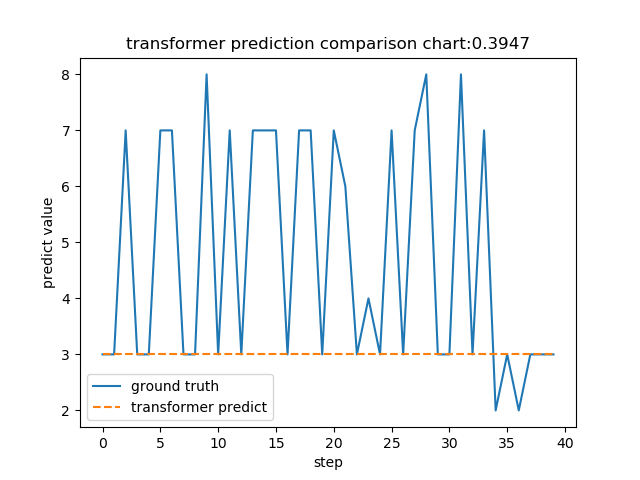 transformer prediction comparison chart:0.3947
predict value
8
7
6
5
4
3
2
ground truth
transformer predict
0 5 10 15 20 25 30 35 40
step